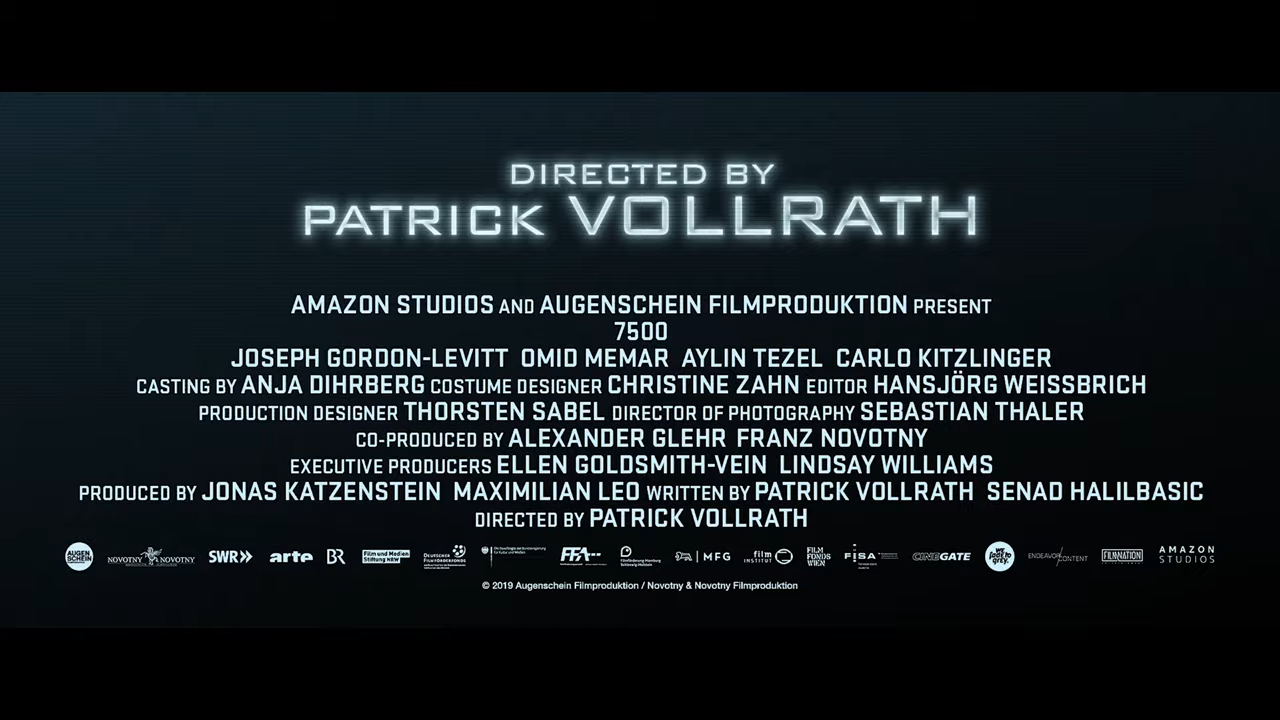 DIRECTED BY
PATRICK VOLLRATH
AMAZON STUDIOS AND AUGENSCHEIN FILMPRODUKTION PRESENT
7500
JOSEPH GORDON-LEVITT OMID MEMAR AYLIN TEZEL CARLO KITZLINGER
CASTING BY ANJA DIHRBERG COSTUME DESIGNER CHRISTINE ZAHN EDITOR HANSJÖRG WEISSBRICH
PRODUCTION DESIGNER THORSTEN SABEL DIRECTOR OF PHOTOGRAPHY SEBASTIAN THALER
CO-PRODUCED BY ALEXANDER GLEHR FRANZ NOVOTNY
EXECUTIVE PRODUCERS ELLEN GOLDSMITH-VEIN LINDSAY WILLIAMS
PRODUCED BY JONAS KATZENSTEIN MAXIMILIAN LEO WRITTEN BY PATRICK VOLLRATH SENAD HALILBASIC
DIRECTED BY PATRICK VOLLRATH
AUGENSCHEIN NOVOTNY NOVOTNY SWR arte BR Film und Medien Stiftung NRW DEUTSCHER FILMFÖRDERFONDS FFA MFG film INSTITUT FILM FONDS WIEN FISA CINEGATE we fade to grey. ENDEAVOR CONTENT FILMNATION AMAZON STUDIOS
© 2019 Augenschein Filmproduktion / Novotny & Novotny Filmproduktion